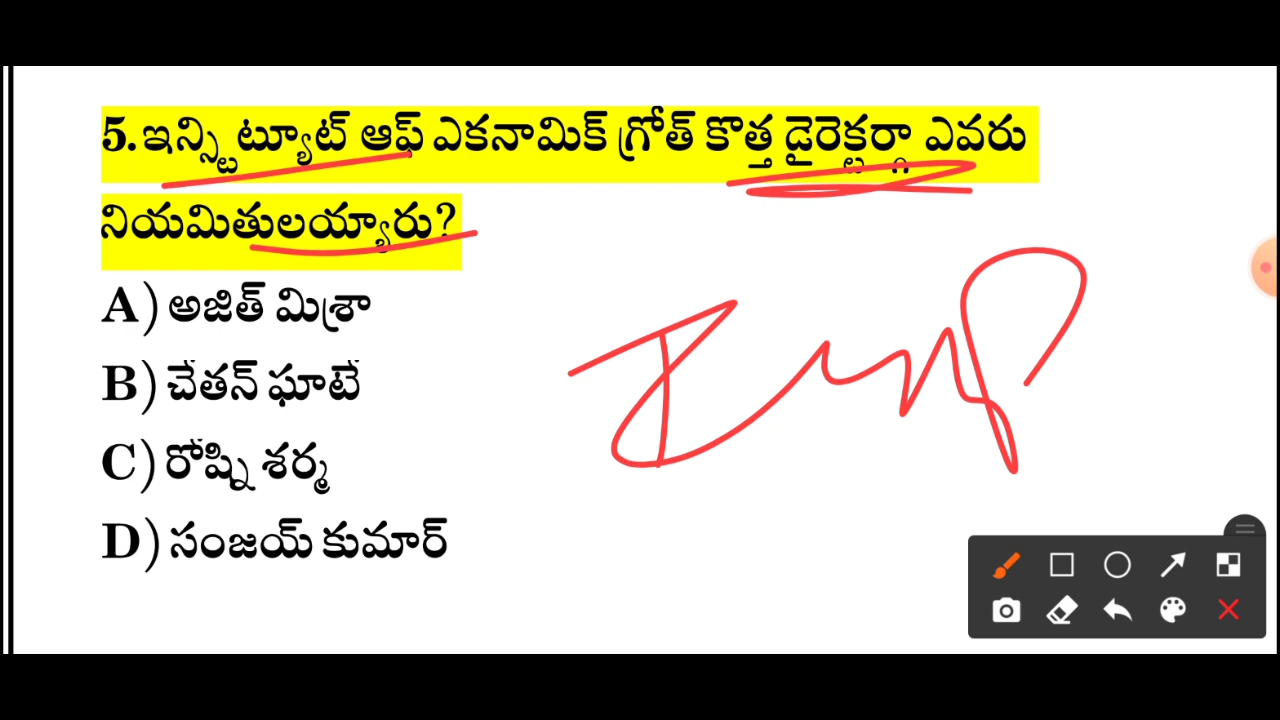 5. ఇన్స్టిట్యూట్ ఆఫ్ ఎకనామిక్ గ్రోత్ కొత్త డైరెక్టర్గా ఎవరు
నియమితులయ్యారు?
A) అజిత్ మిశ్రా
B) చేతన్ ఘాటే
C) రోష్ని శర్మ
D) సంజయ్ కుమార్